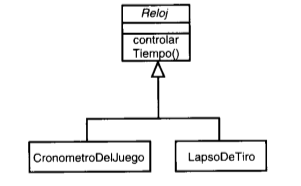 Reloj
controlar
Tiempo()
CronometroDelJuego
LapsoDeTiro